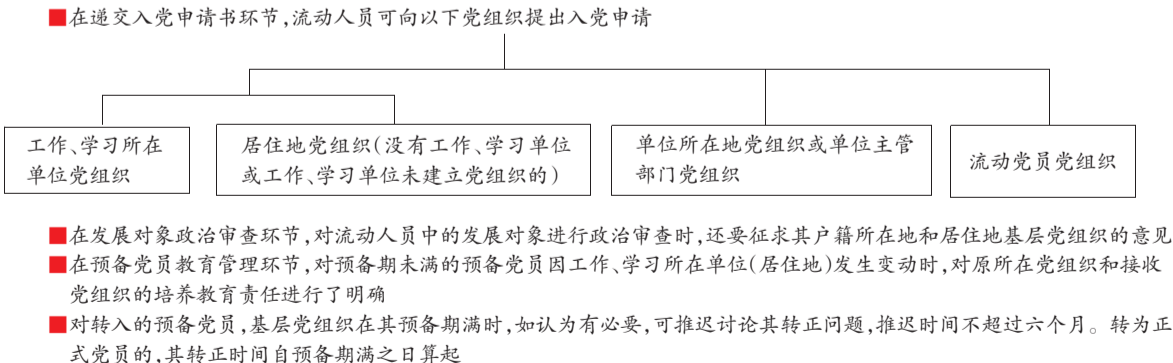 ■在递交入党申请书环节,流动人员可向以下党组织提出入党申请
工作、学习所在
单位党组织
居住地党组织(没有工作、学习单位
或工作、学习单位未建立党组织的)
单位所在地党组织或单位主管
部门党组织
流动党员党组织
■在发展对象政治审查环节,对流动人员中的发展对象进行政治审查时,还要征求其户籍所在地和居住地基层党组织的意见
■在预备党员教育管理环节,对预备期未满的预备党员因工作、学习所在单位(居住地)发生变动时,对原所在党组织和接收
党组织的培养教育责任进行了明确
■对转入的预备党员,基层党组织在其预备期满时,如认为有必要,可推迟讨论其转正问题,推迟时间不超过六个月。转为正
式党员的,其转正时间自预备期满之日算起